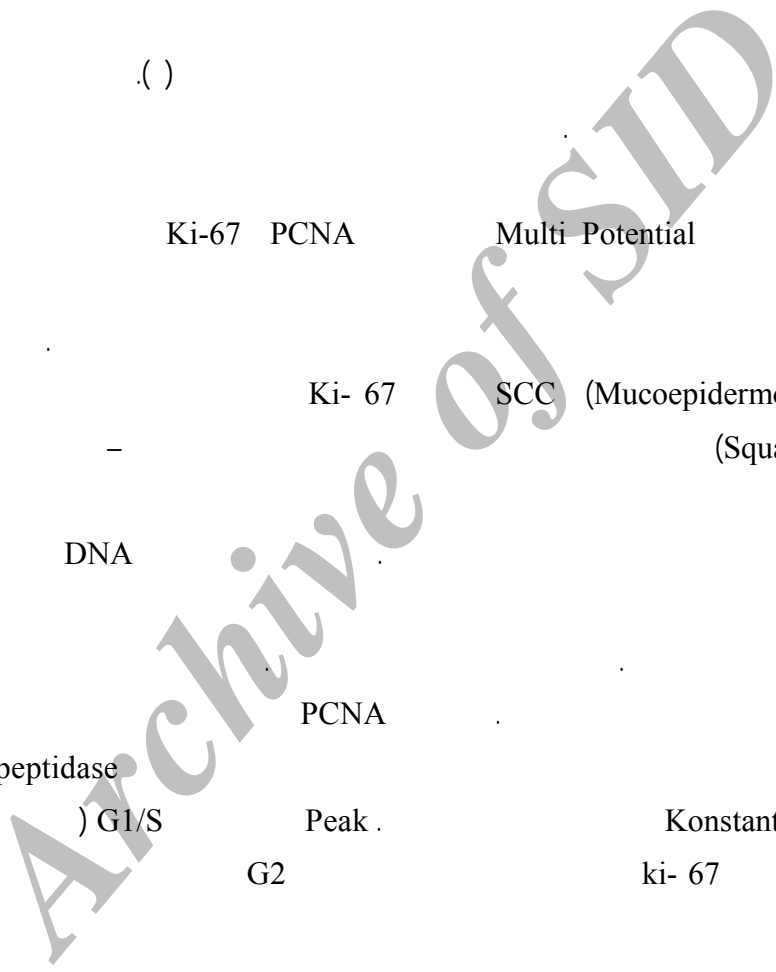 .( )
.
Ki-67 PCNA Multi Potential
.
Ki- 67 SCC (Mucoepiderm
– (Squa
DNA .
. .
PCNA .
peptidase
) G1/S Peak . Konstant
G2 ki- 67
Archive of SID